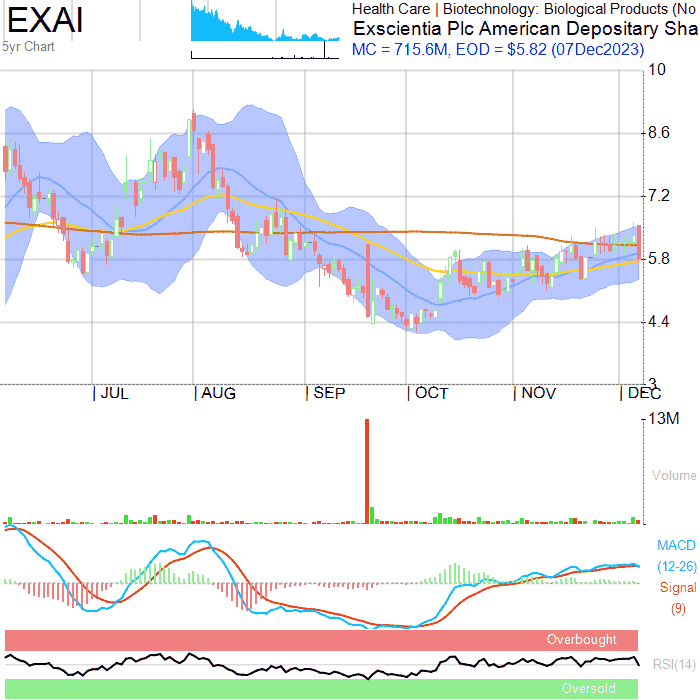 EXAI
5yr Chart
Health Care | Biotechnology: Biological Products (No
Exscientia Plc American Depositary Sha
MC = 715.6M, EOD = $5.82 (07Dec2023)
10
8.6
7.2
5.8
4.4
3
JUL AUG SEP OCT NOV DEC
13M
Volume
MACD
(12-26)
Signal
(9)
Overbought
RSI(14)
Oversold